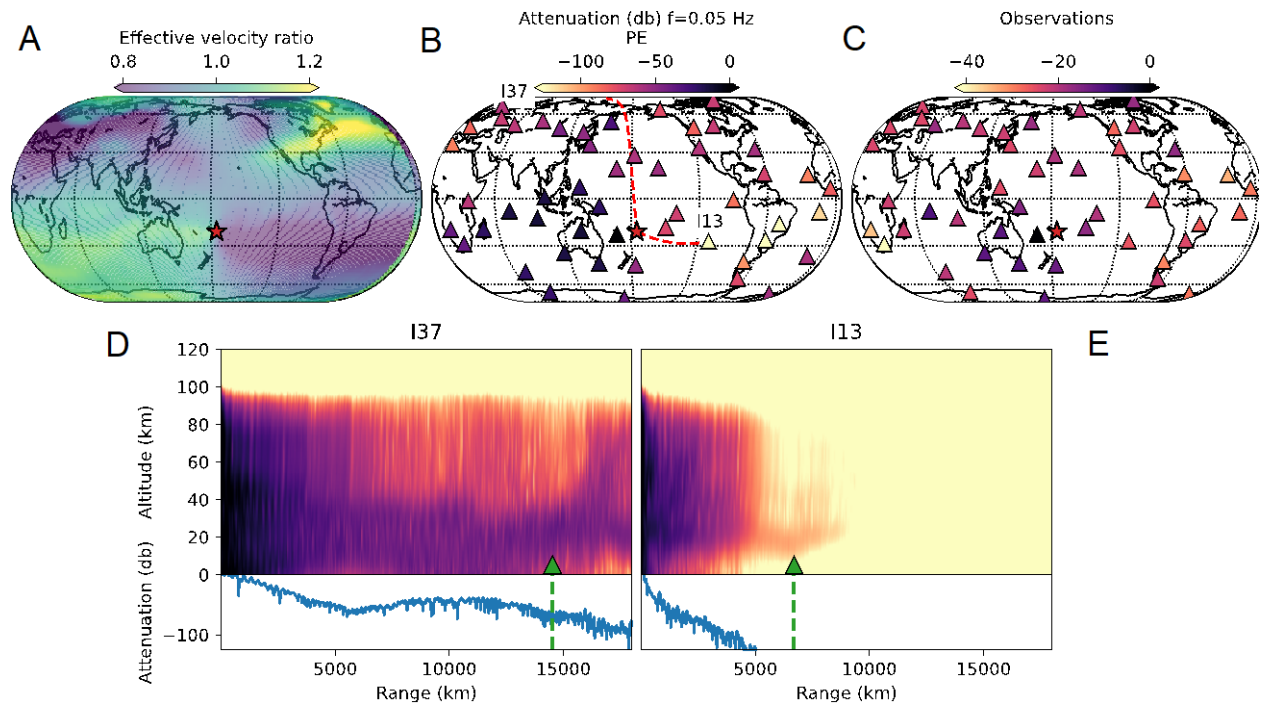 A
Effective velocity ratio
0.8 1.0 1.2
B
Attenuation (db) f=0.05 Hz
PE
−100 −50 0
I37
I13
C
Observations
−40 −20 0
D
I37
I13
E
120
100
80
60
40
20
0
−100
Altitude (km)
Attenuation (db)
5000 10000 15000
Range (km)
5000 10000 15000
Range (km)